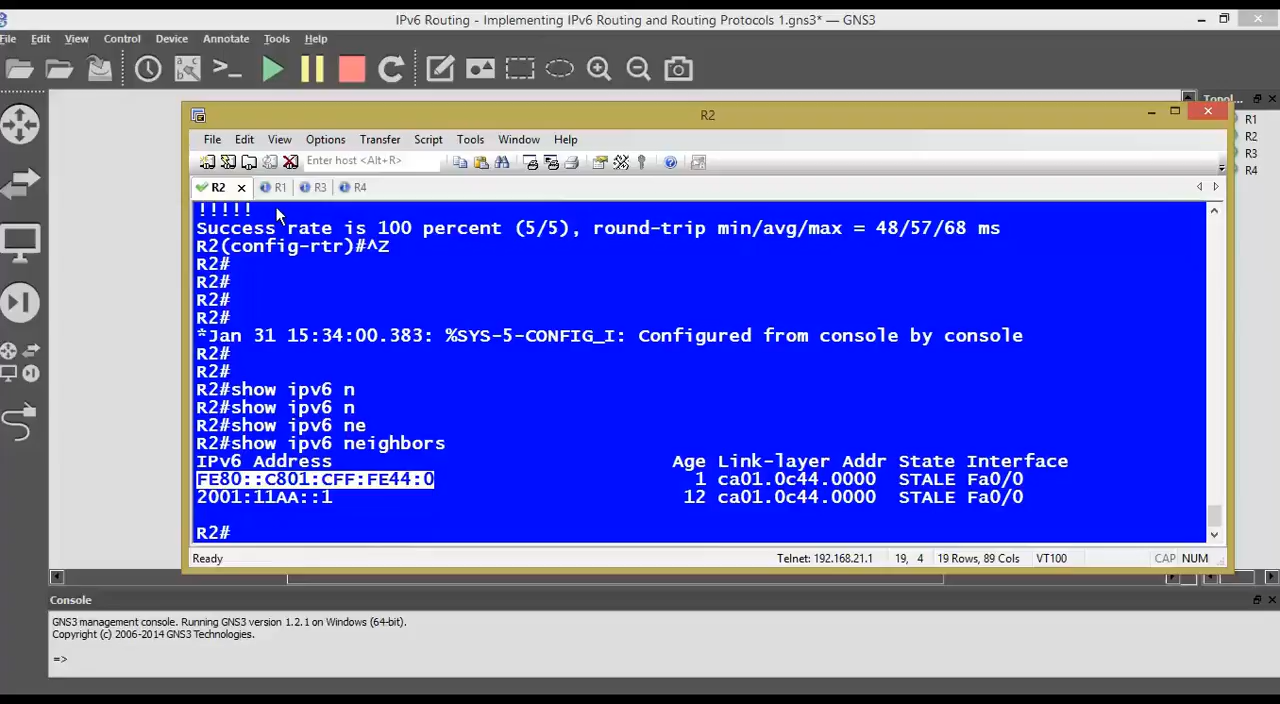 IPv6 Routing - Implementing IPv6 Routing and Routing Protocols 1.gns3* — GNS3
File Edit View Control Device Annotate Tools Help
Topol...
R1
R2
R3
R4
R2
File Edit View Options Transfer Script Tools Window Help
Enter host <Alt+R>
R2 R1 R3 R4
!!!!!
Success rate is 100 percent (5/5), round-trip min/avg/max = 48/57/68 ms
R2(config-rtr)#^Z
R2#
R2#
R2#
R2#
*Jan 31 15:34:00.383: %SYS-5-CONFIG_I: Configured from console by console
R2#
R2#
R2#show ipv6 n
R2#show ipv6 n
R2#show ipv6 ne
R2#show ipv6 neighbors
IPv6 Address Age Link-layer Addr State Interface
FE80::C801:CFF:FE44:0 1 ca01.0c44.0000 STALE Fa0/0
2001:11AA::1 12 ca01.0c44.0000 STALE Fa0/0
R2#
Ready Telnet: 192.168.21.1 19, 4 19 Rows, 89 Cols VT100 CAP NUM
Console
GNS3 management console. Running GNS3 version 1.2.1 on Windows (64-bit).
Copyright (c) 2006-2014 GNS3 Technologies.
=>